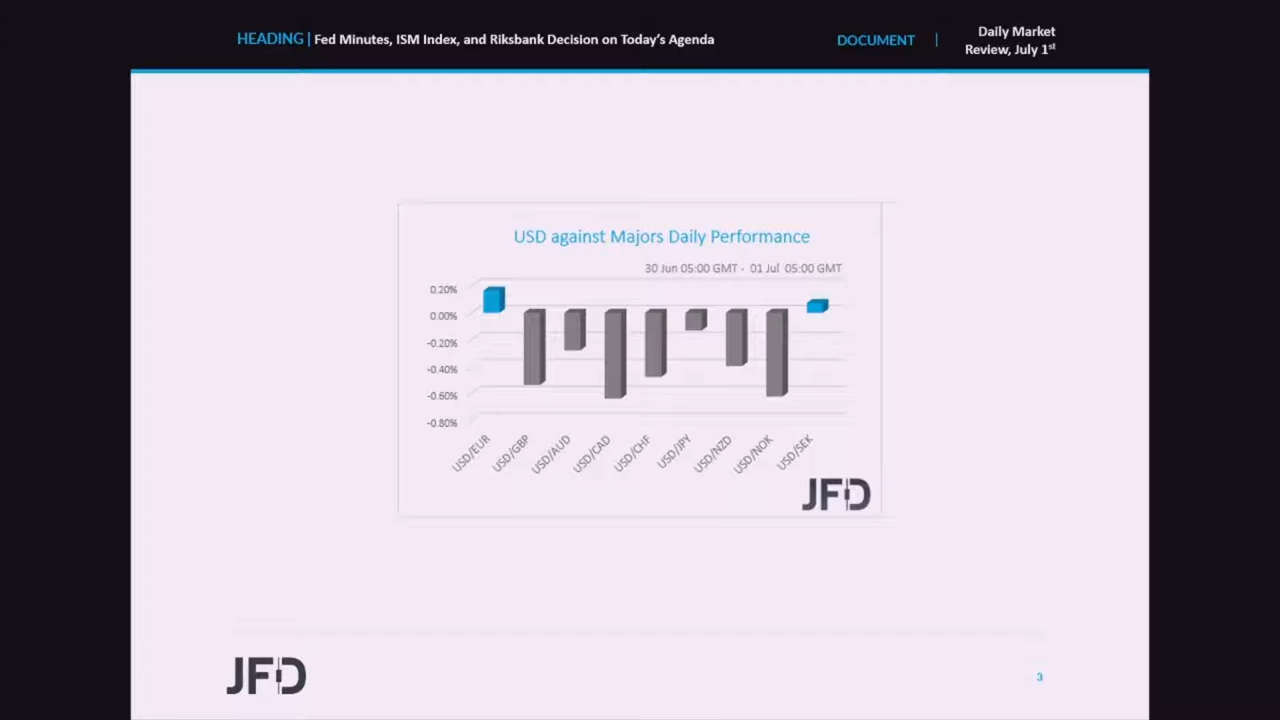 HEADING | Fed Minutes, ISM Index, and Riksbank Decision on Today's Agenda
DOCUMENT |
Daily Market
Review, July 1st
USD against Majors Daily Performance
30 Jun 05:00 GMT - 01 Jul 05:00 GMT
0.20%
0.00%
-0.20%
-0.40%
-0.60%
-0.80%
USD/EUR
USD/GBP
USD/AUD
USD/CAD
USD/CHF
USD/JPY
USD/NZD
USD/NOK
USD/SEK
JFD
JFD
3